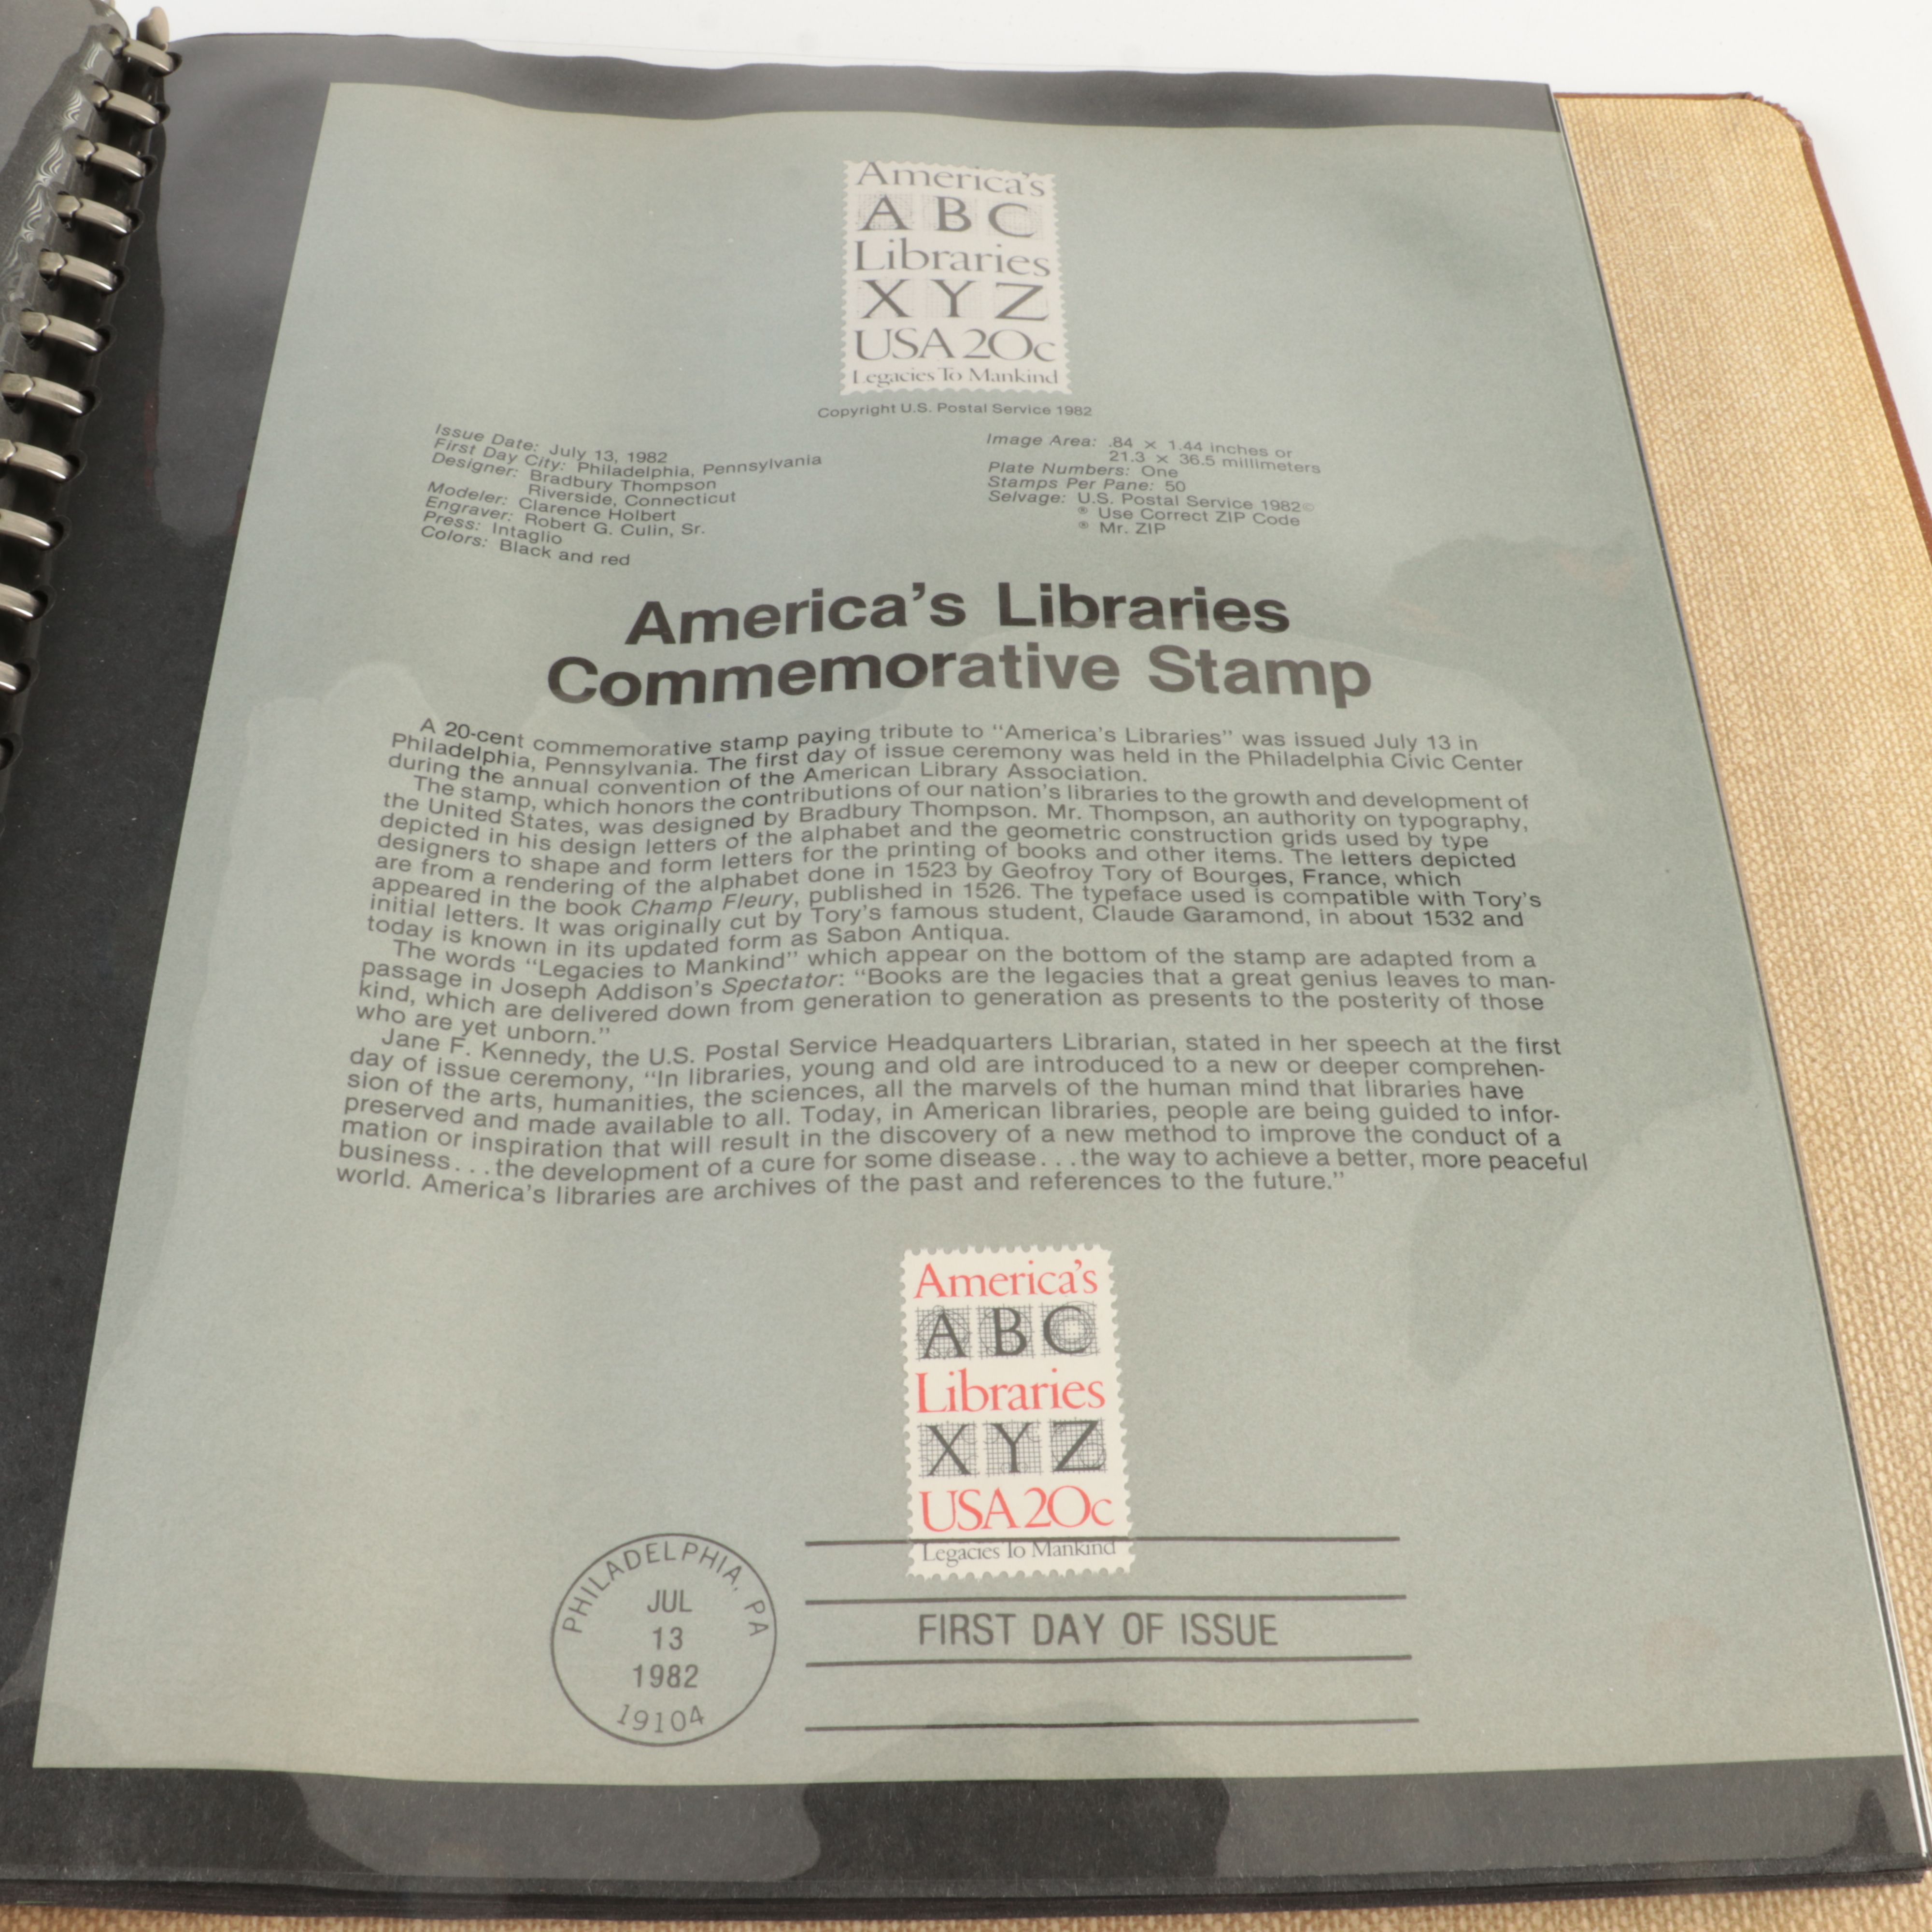 America's
A B C
Libraries
X Y Z
USA 20c
Legacies To Mankind
Copyright U.S. Postal Service 1982
Issue Date: July 13, 1982
First Day City: Philadelphia, Pennsylvania
Designer: Bradbury Thompson
Riverside, Connecticut
Modeler: Clarence Holbert
Engraver: Robert G. Culin, Sr.
Press: Intaglio
Colors: Black and red
Image Area: .84 × 1.44 inches or
21.3 × 36.5 millimeters
Plate Numbers: One
Stamps Per Pane: 50
Selvage: U.S. Postal Service 1982©
® Use Correct ZIP Code
® Mr. ZIP
America's Libraries
Commemorative Stamp
A 20-cent commemorative stamp paying tribute to "America's Libraries" was issued July 13 in
Philadelphia, Pennsylvania. The first day of issue ceremony was held in the Philadelphia Civic Center
during the annual convention of the American Library Association.
The stamp, which honors the contributions of our nation's libraries to the growth and development of
the United States, was designed by Bradbury Thompson. Mr. Thompson, an authority on typography,
depicted in his design letters of the alphabet and the geometric construction grids used by type
designers to shape and form letters for the printing of books and other items. The letters depicted
are from a rendering of the alphabet done in 1523 by Geofroy Tory of Bourges, France, which
appeared in the book Champ Fleury, published in 1526. The typeface used is compatible with Tory's
initial letters. It was originally cut by Tory's famous student, Claude Garamond, in about 1532 and
today is known in its updated form as Sabon Antiqua.
The words "Legacies to Mankind" which appear on the bottom of the stamp are adapted from a
passage in Joseph Addison's Spectator: "Books are the legacies that a great genius leaves to man-
kind, which are delivered down from generation to generation as presents to the posterity of those
who are yet unborn."
Jane F. Kennedy, the U.S. Postal Service Headquarters Librarian, stated in her speech at the first
day of issue ceremony, "In libraries, young and old are introduced to a new or deeper comprehen-
sion of the arts, humanities, the sciences, all the marvels of the human mind that libraries have
preserved and made available to all. Today, in American libraries, people are being guided to infor-
mation or inspiration that will result in the discovery of a new method to improve the conduct of a
business...the development of a cure for some disease...the way to achieve a better, more peaceful
world. America's libraries are archives of the past and references to the future."
America's
A B C
Libraries
X Y Z
USA 20c
Legacies To Mankind
PHILADELPHIA, PA
JUL
13
1982
19104
FIRST DAY OF ISSUE